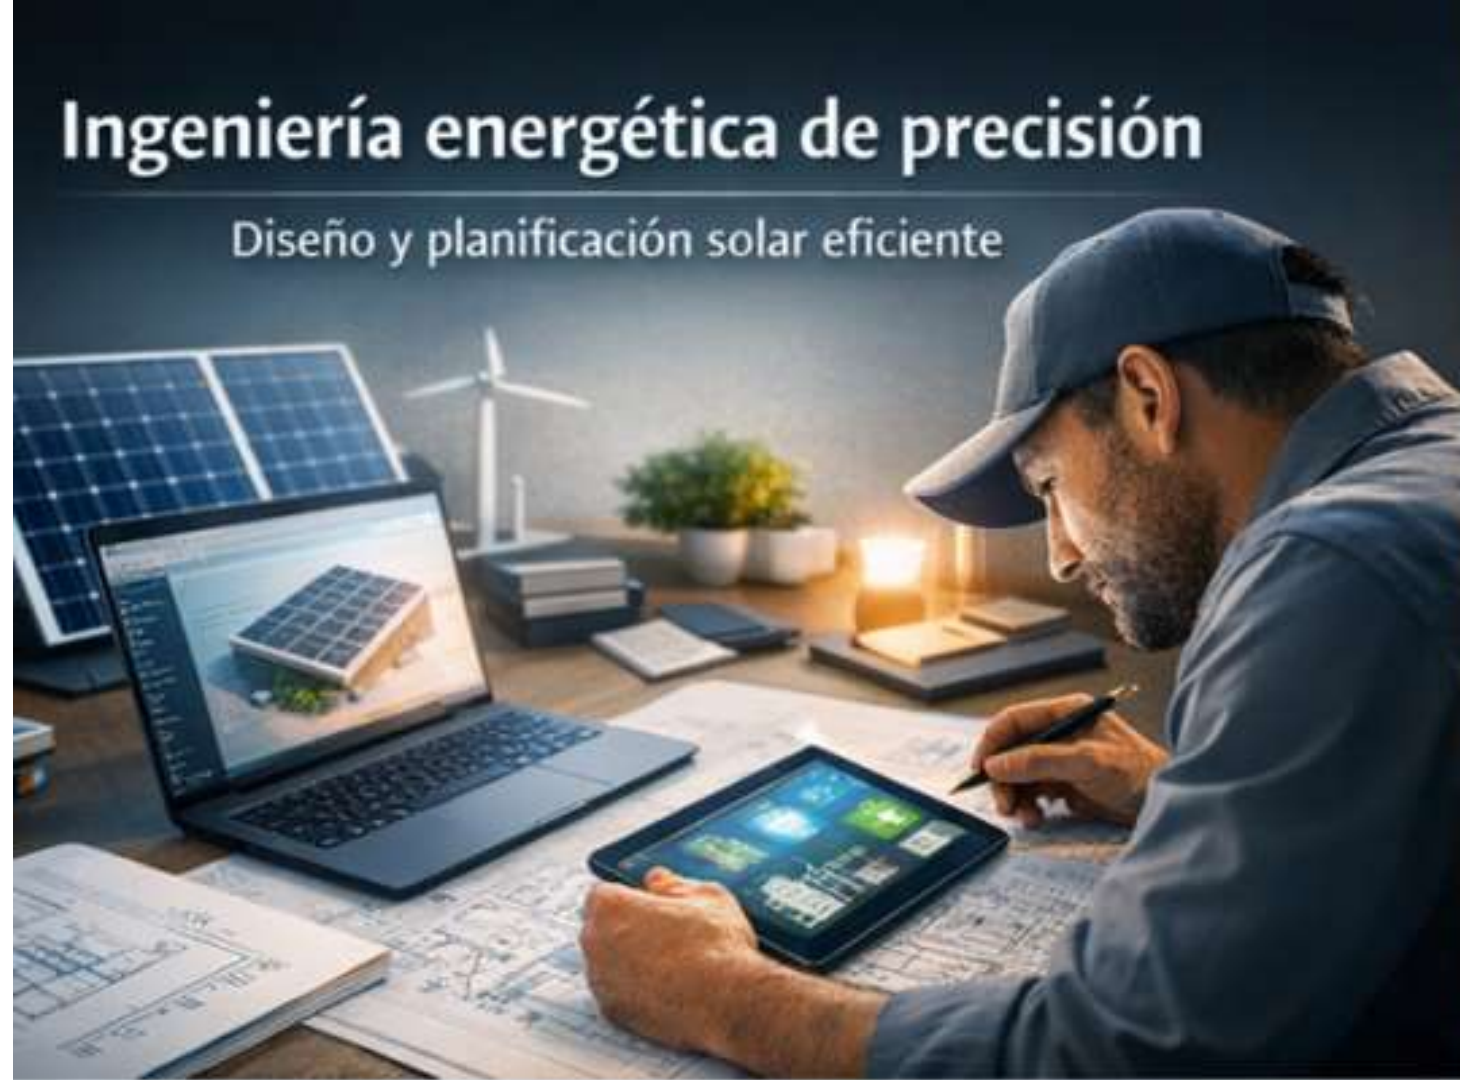 Ingeniería energética de precisión
Diseño y planificación solar eficiente